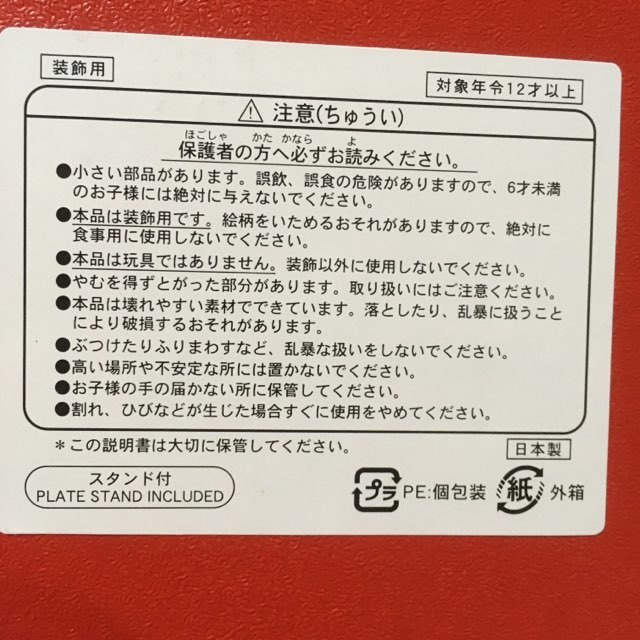 装飾用
対象年令12才以上
⚠ 注意(ちゅうい)
ほごしゃ かた かなら よ
保護者の方へ必ずお読みください。
●小さい部品があります。誤飲、誤食の危険がありますので、6才未満
のお子様には絶対に与えないでください。
●本品は装飾用です。絵柄をいためるおそれがありますので、絶対に
食事用に使用しないでください。
●本品は玩具ではありません。装飾以外に使用しないでください。
●やむを得ずとがった部分があります。取り扱いにはご注意ください。
●本品は壊れやすい素材でできています。落としたり、乱暴に扱うこと
により破損するおそれがあります。
●ぶつけたりふりまわすなど、乱暴な扱いをしないでください。
●高い場所や不安定な所には置かないでください。
●お子様の手の届かない所に保管してください。
●割れ、ひびなどが生じた場合すぐに使用をやめてください。
＊この説明書は大切に保管してください。
日本製
スタンド付
PLATE STAND INCLUDED
プラ PE:個包装 紙 外箱